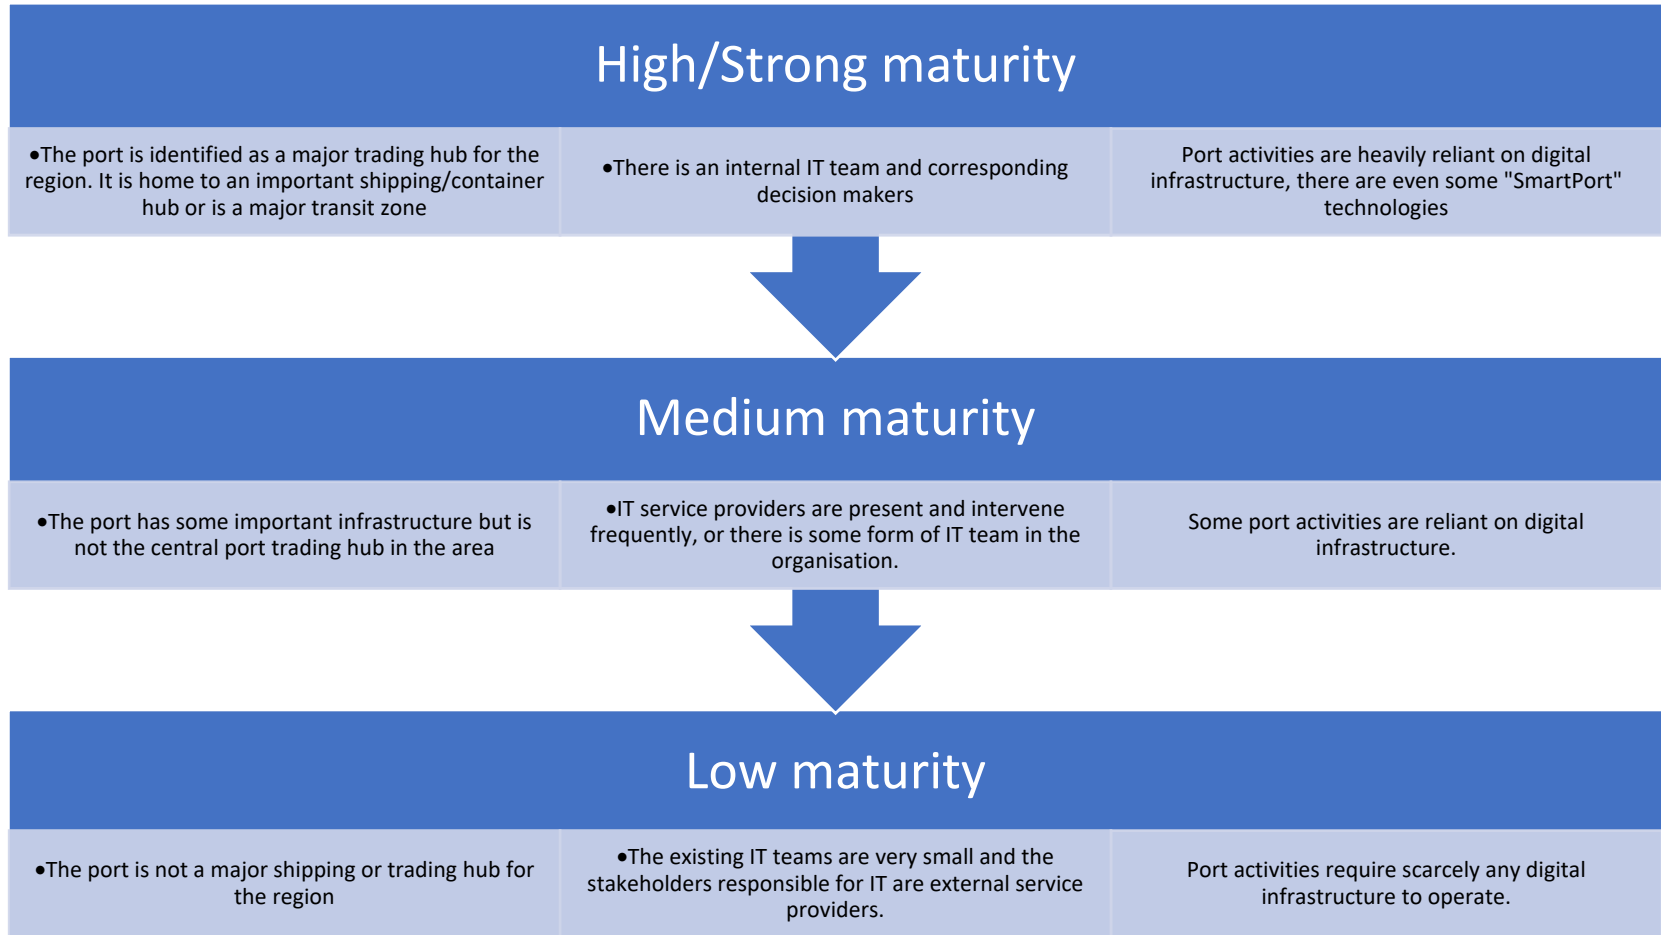 High/Strong maturity
•The port is identified as a major trading hub for the
region. It is home to an important shipping/container
hub or is a major transit zone
•There is an internal IT team and corresponding
decision makers
Port activities are heavily reliant on digital
infrastructure, there are even some "SmartPort"
technologies
Medium maturity
•The port has some important infrastructure but is
not the central port trading hub in the area
•IT service providers are present and intervene
frequently, or there is some form of IT team in the
organisation.
Some port activities are reliant on digital
infrastructure.
Low maturity
•The port is not a major shipping or trading hub for
the region
•The existing IT teams are very small and the
stakeholders responsible for IT are external service
providers.
Port activities require scarcely any digital
infrastructure to operate.